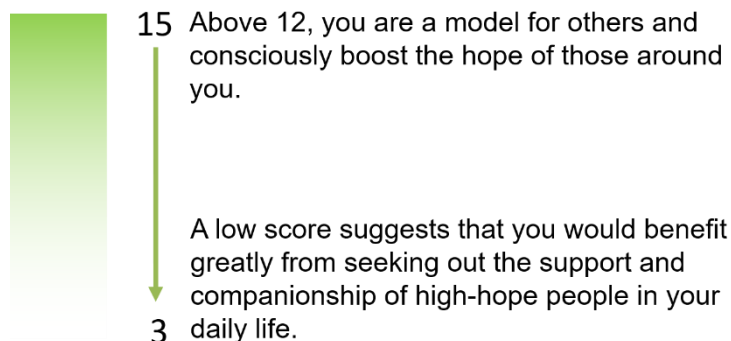 15 Above 12, you are a model for others and
consciously boost the hope of those around
you.
A low score suggests that you would benefit
greatly from seeking out the support and
companionship of high-hope people in your
3 daily life.